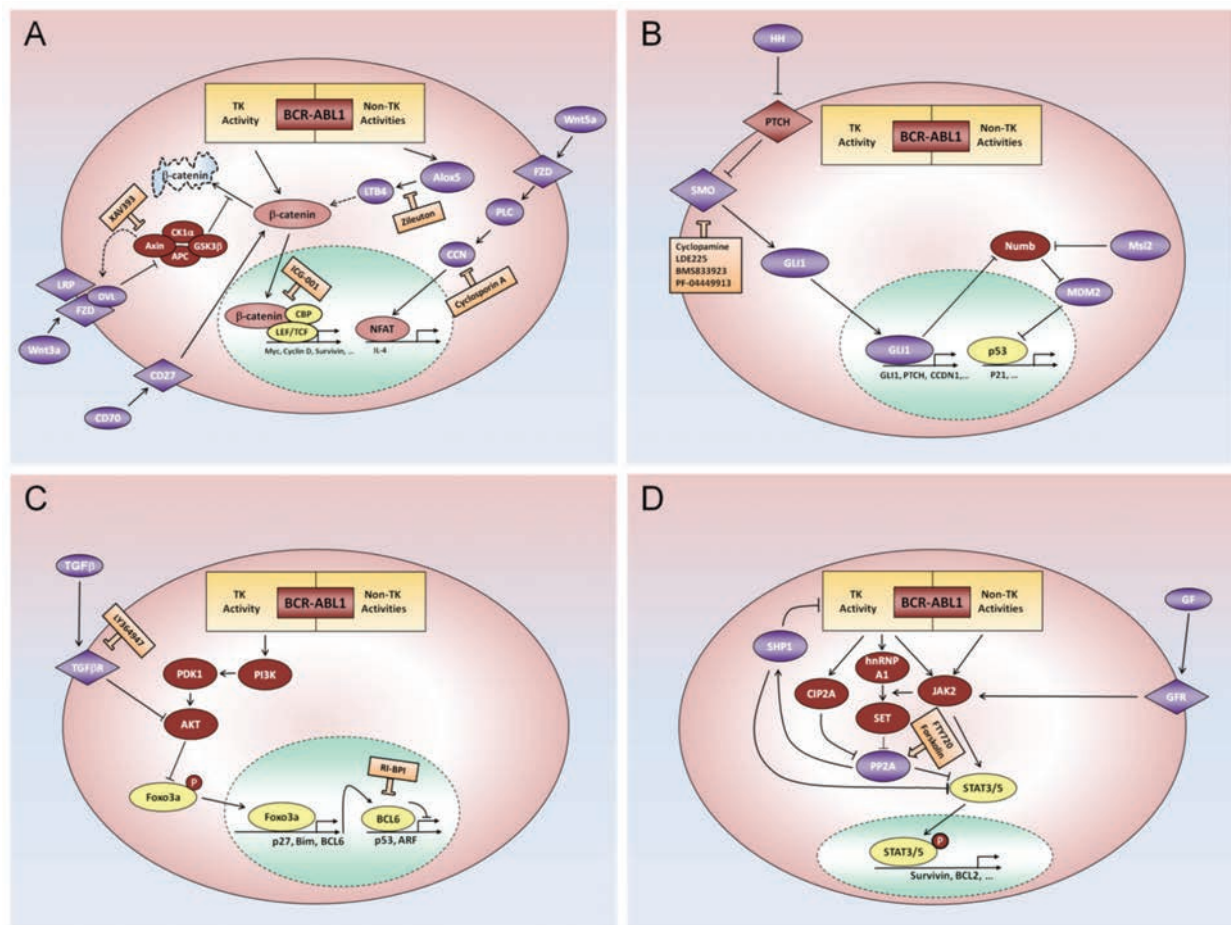 A
TK
Activity
BCR-ABL1
Non-TK
Activities
Wnt5a
β-catenin
LTB4
Alox5
FZD
XAV393
Zileuton
PLC
CK1α
Axin
GSK3β
APC
β-catenin
CCN
LRP
DVL
FZD
ICG-001
Cyclosporin A
Wnt3a
β-catenin
CBP
LEF/TCF
NFAT
Myc, Cyclin D, Survivin, ...
IL-4
CD27
CD70
B
HH
PTCH
TK
Activity
BCR-ABL1
Non-TK
Activities
SMO
Cyclopamine
LDE225
BMS833923
PF-04449913
GLI1
Numb
Msi2
MDM2
GLI1
p53
GLI1, PTCH, CCDN1,...
P21, ...
C
TGFβ
TK
Activity
BCR-ABL1
Non-TK
Activities
LY364947
TGFβR
PDK1
PI3K
AKT
P
Foxo3a
RI-BPI
Foxo3a
BCL6
p27, Bim, BCL6
p53, ARF
D
TK
Activity
BCR-ABL1
Non-TK
Activities
GF
SHP1
hnRNP
A1
CIP2A
JAK2
GFR
SET
FTY720
Forskolin
PP2A
STAT3/5
P
STAT3/5
Survivin, BCL2, ...